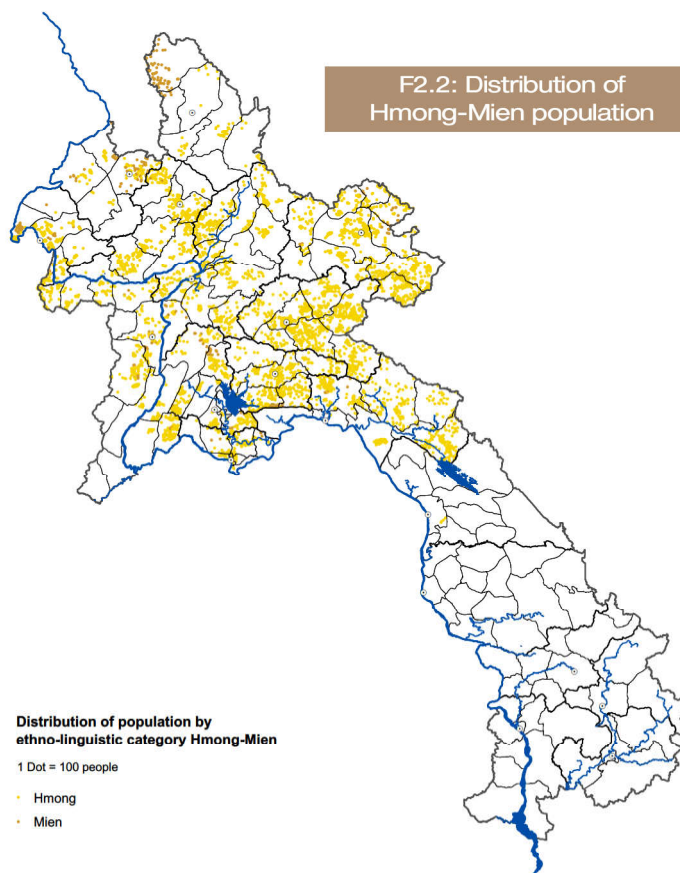 F2.2: Distribution of
Hmong-Mien population
Distribution of population by
ethno-linguistic category Hmong-Mien
1 Dot = 100 people
Hmong
Mien